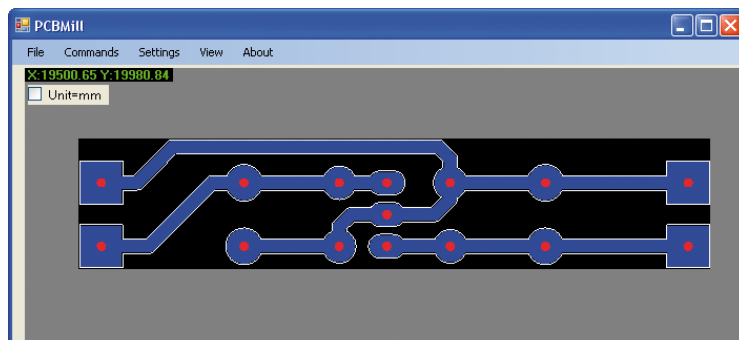 PCBMill
File Commands Settings View About
X:19500.65 Y:19980.84
Unit=mm